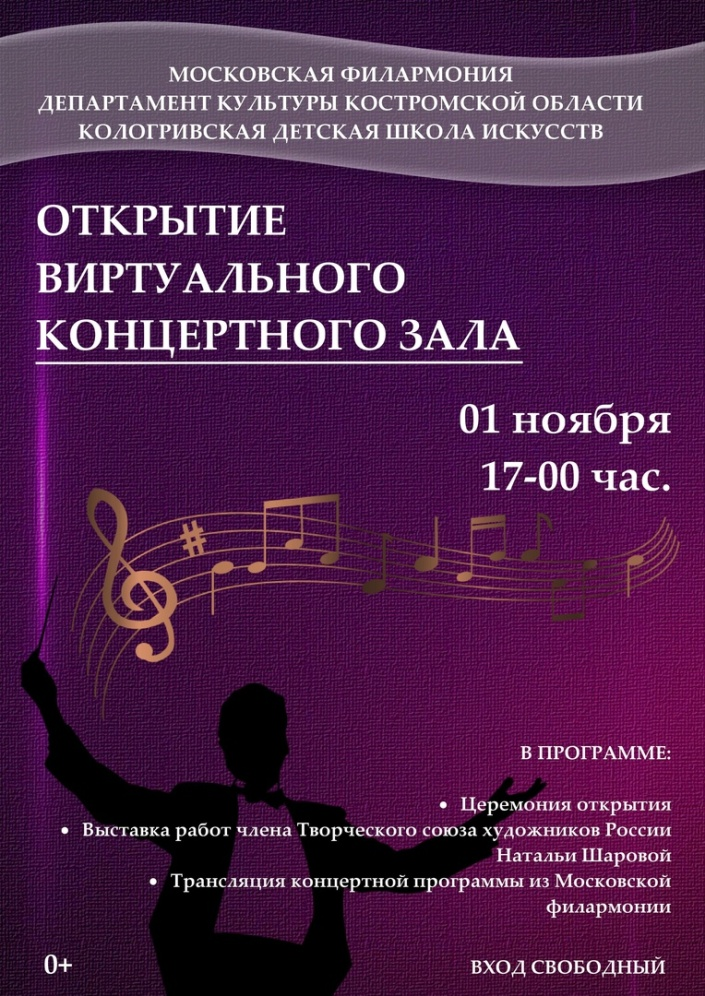 МОСКОВСКАЯ ФИЛАРМОНИЯ
ДЕПАРТАМЕНТ КУЛЬТУРЫ КОСТРОМСКОЙ ОБЛАСТИ
КОЛОГРИВСКАЯ ДЕТСКАЯ ШКОЛА ИСКУССТВ
ОТКРЫТИЕ
ВИРТУАЛЬНОГО
КОНЦЕРТНОГО ЗАЛА
01 ноября
17-00 час.
В ПРОГРАММЕ:
• Церемония открытия
• Выставка работ члена Творческого союза художников России
Натальи Шаровой
• Трансляция концертной программы из Московской
филармонии
0+
ВХОД СВОБОДНЫЙ